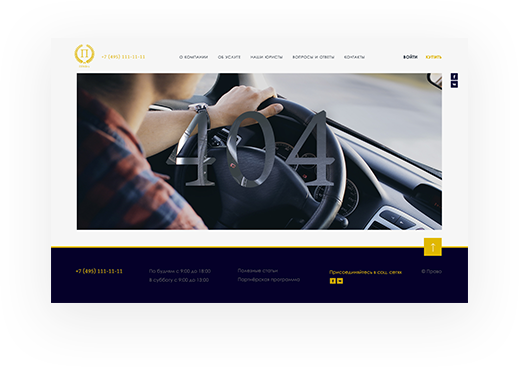 П
+7 (495) 111-11-11
О КОМПАНИИ
ОБ УСЛУГЕ
НАШИ ЮРИСТЫ
ВОПРОСЫ И ОТВЕТЫ
КОНТАКТЫ
ВОЙТИ
КУПИТЬ
404
+7 (495) 111-11-11
По будням с 9:00 до 18:00
В субботу с 9:00 до 15:00
Полезные статьи
Партнёрская программа
Присоединяйтесь в соц. сетях
© Право